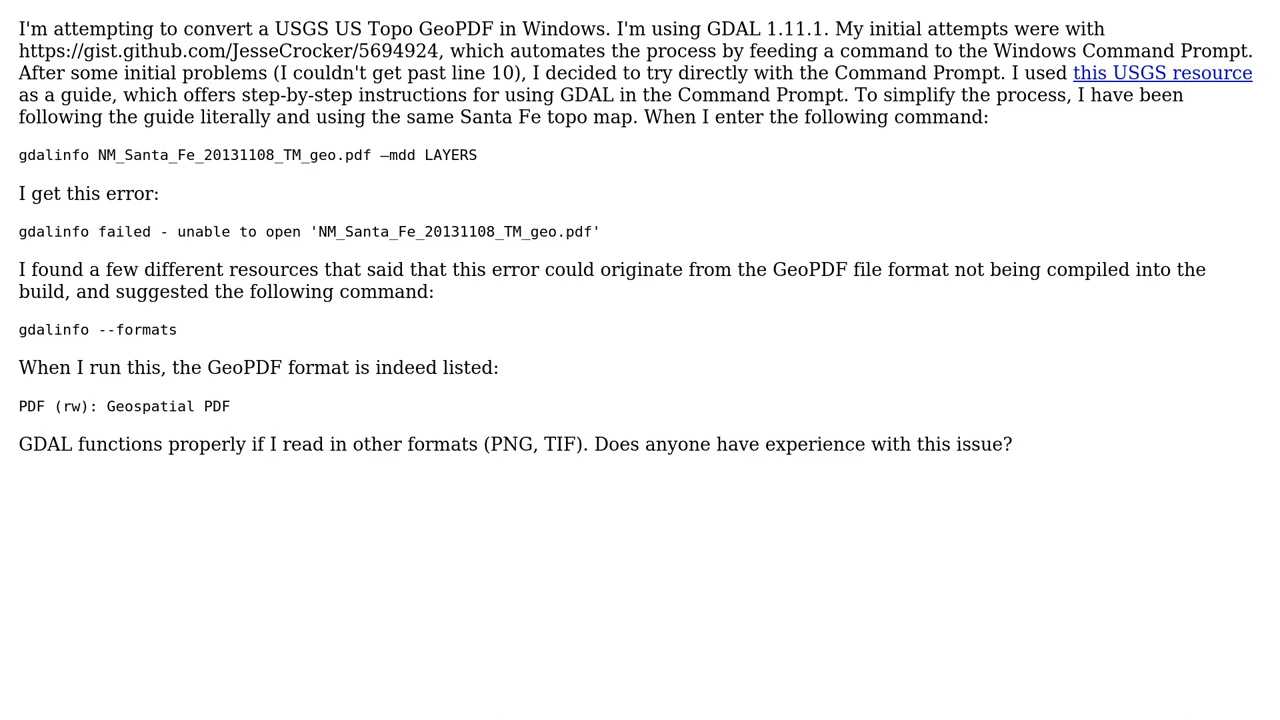 I'm attempting to convert a USGS US Topo GeoPDF in Windows. I'm using GDAL 1.11.1. My initial attempts were with
https://gist.github.com/JesseCrocker/5694924, which automates the process by feeding a command to the Windows Command Prompt.
After some initial problems (I couldn't get past line 10), I decided to try directly with the Command Prompt. I used this USGS resource
as a guide, which offers step-by-step instructions for using GDAL in the Command Prompt. To simplify the process, I have been
following the guide literally and using the same Santa Fe topo map. When I enter the following command:
gdalinfo NM_Santa_Fe_20131108_TM_geo.pdf –mdd LAYERS
I get this error:
gdalinfo failed - unable to open 'NM_Santa_Fe_20131108_TM_geo.pdf'
I found a few different resources that said that this error could originate from the GeoPDF file format not being compiled into the
build, and suggested the following command:
gdalinfo --formats
When I run this, the GeoPDF format is indeed listed:
PDF (rw): Geospatial PDF
GDAL functions properly if I read in other formats (PNG, TIF). Does anyone have experience with this issue?